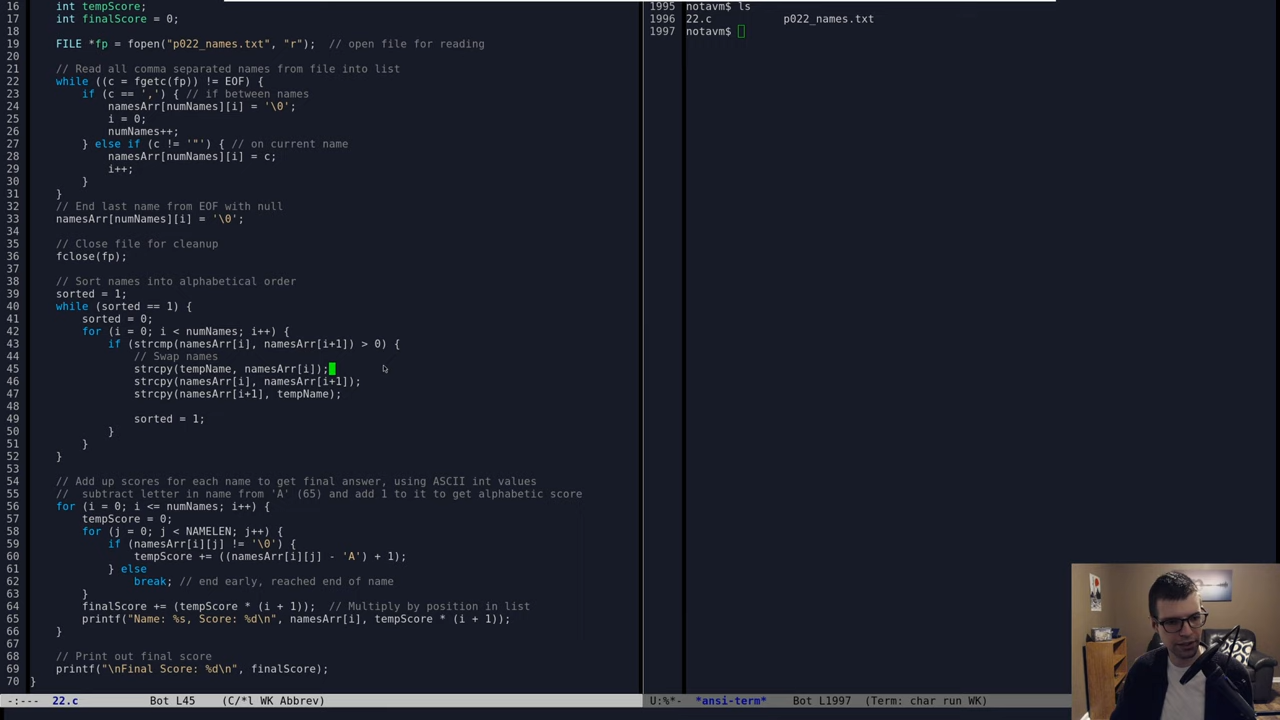 16 int tempScore;
17 int finalScore = 0;
18
19 FILE *fp = fopen("p022_names.txt", "r"); // open file for reading
20
21 // Read all comma separated names from file into list
22 while ((c = fgetc(fp)) != EOF) {
23 if (c == ',') { // if between names
24 namesArr[numNames][i] = '\0';
25 i = 0;
26 numNames++;
27 } else if (c != '"') { // on current name
28 namesArr[numNames][i] = c;
29 i++;
30 }
31 }
32 // End last name from EOF with null
33 namesArr[numNames][i] = '\0';
34
35 // Close file for cleanup
36 fclose(fp);
37
38 // Sort names into alphabetical order
39 sorted = 1;
40 while (sorted == 1) {
41 sorted = 0;
42 for (i = 0; i < numNames; i++) {
43 if (strcmp(namesArr[i], namesArr[i+1]) > 0) {
44 // Swap names
45 strcpy(tempName, namesArr[i]);
46 strcpy(namesArr[i], namesArr[i+1]);
47 strcpy(namesArr[i+1], tempName);
48
49 sorted = 1;
50 }
51 }
52 }
53
54 // Add up scores for each name to get final answer, using ASCII int values
55 // subtract letter in name from 'A' (65) and add 1 to it to get alphabetic score
56 for (i = 0; i <= numNames; i++) {
57 tempScore = 0;
58 for (j = 0; j < NAMELEN; j++) {
59 if (namesArr[i][j] != '\0') {
60 tempScore += ((namesArr[i][j] - 'A') + 1);
61 } else
62 break; // end early, reached end of name
63 }
64 finalScore += (tempScore * (i + 1)); // Multiply by position in list
65 printf("Name: %s, Score: %d\n", namesArr[i], tempScore * (i + 1));
66 }
67
68 // Print out final score
69 printf("\nFinal Score: %d\n", finalScore);
70 }
-:--- 22.c Bot L45 (C/*l WK Abbrev)
1995 notavm$ ls
1996 22.c p022_names.txt
1997 notavm$
U:%*- *ansi-term* Bot L1997 (Term: char run WK)